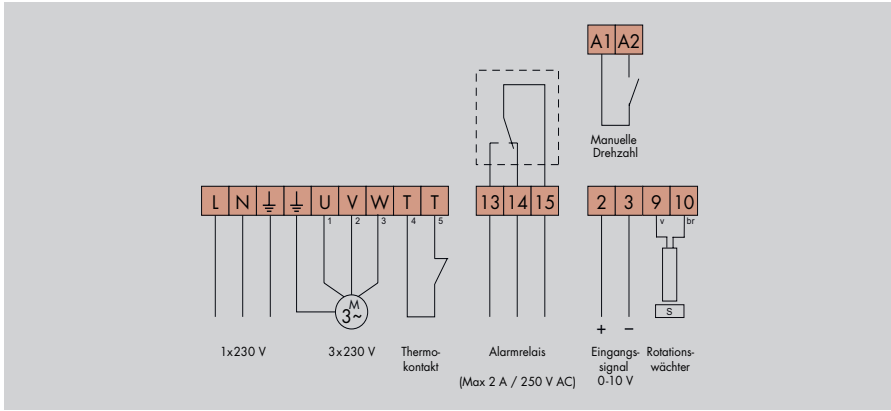 A1 A2
Manuelle
Drehzahl
L N U V W T T
1 2 3 4 5
13 14 15
2 3 9 10
v br
M
3~
S
+ –
1x230 V
3x230 V
Thermo-
kontakt
Alarmrelais
(Max 2 A / 250 V AC)
Eingangs-
signal
0-10 V
Rotations-
wächter